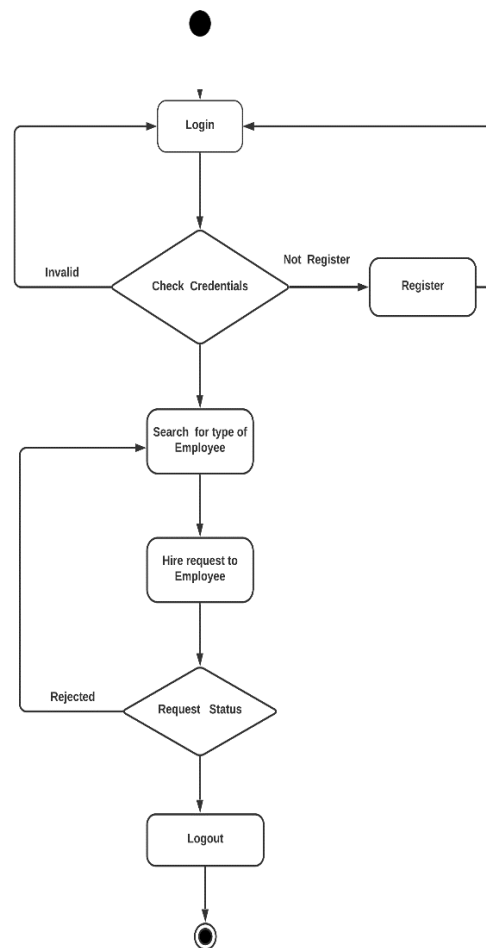 Login
Invalid
Check Credentials
Not Register
Register
Search for type of
Employee
Hire request to
Employee
Rejected
Request Status
Logout